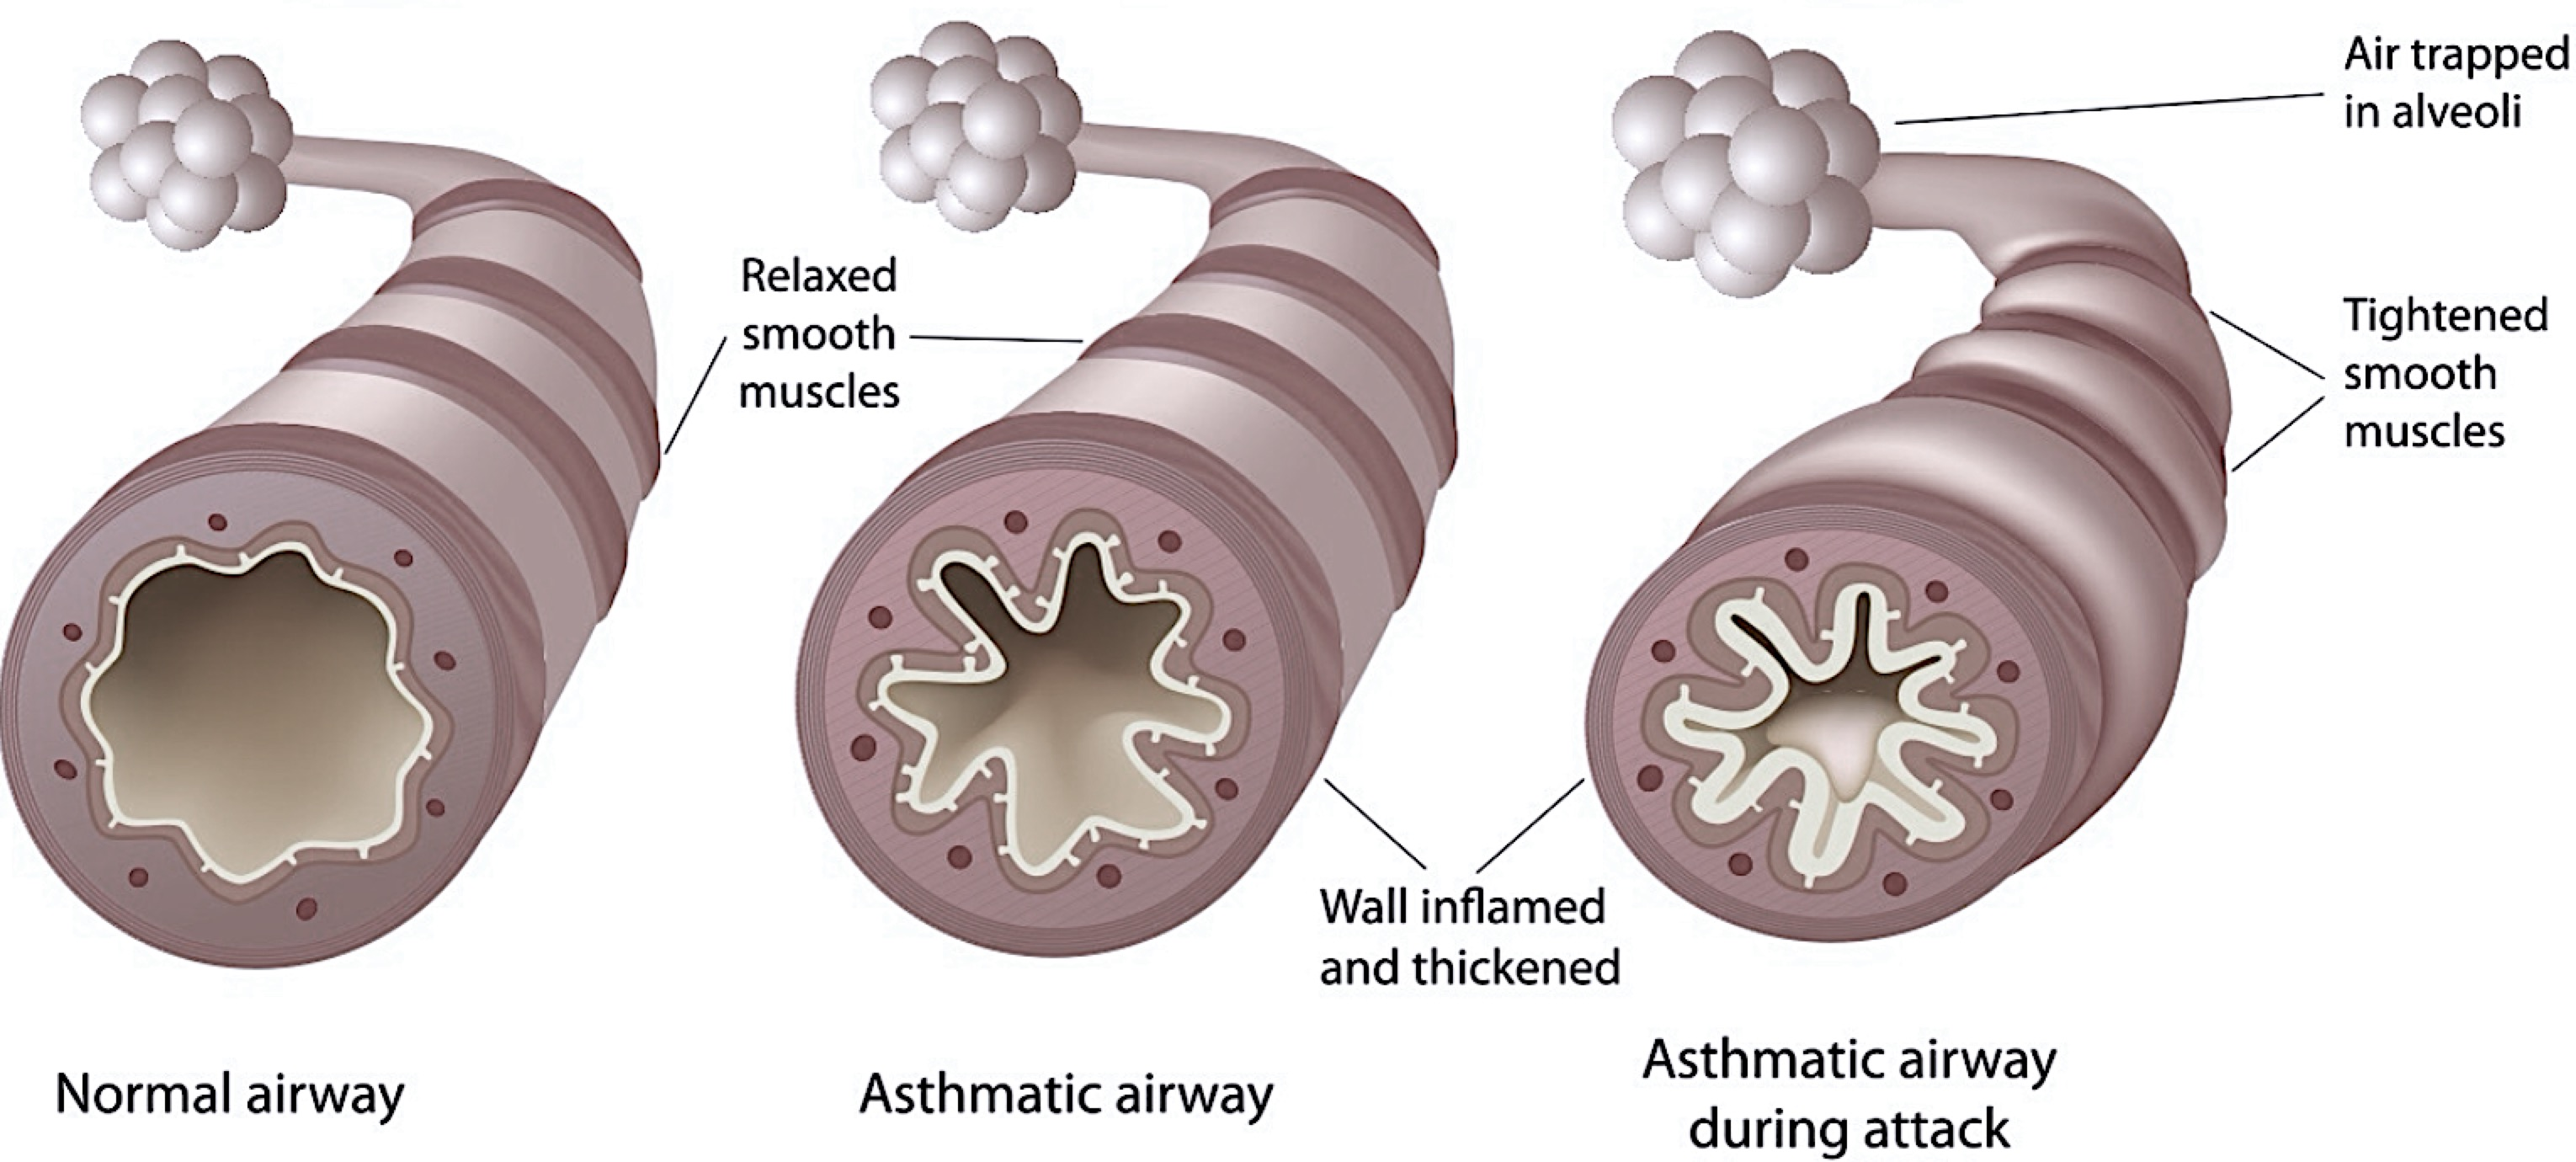 Air trapped
in alveoli
Relaxed
smooth
muscles
Tightened
smooth
muscles
Wall inflamed
and thickened
Normal airway
Asthmatic airway
Asthmatic airway
during attack